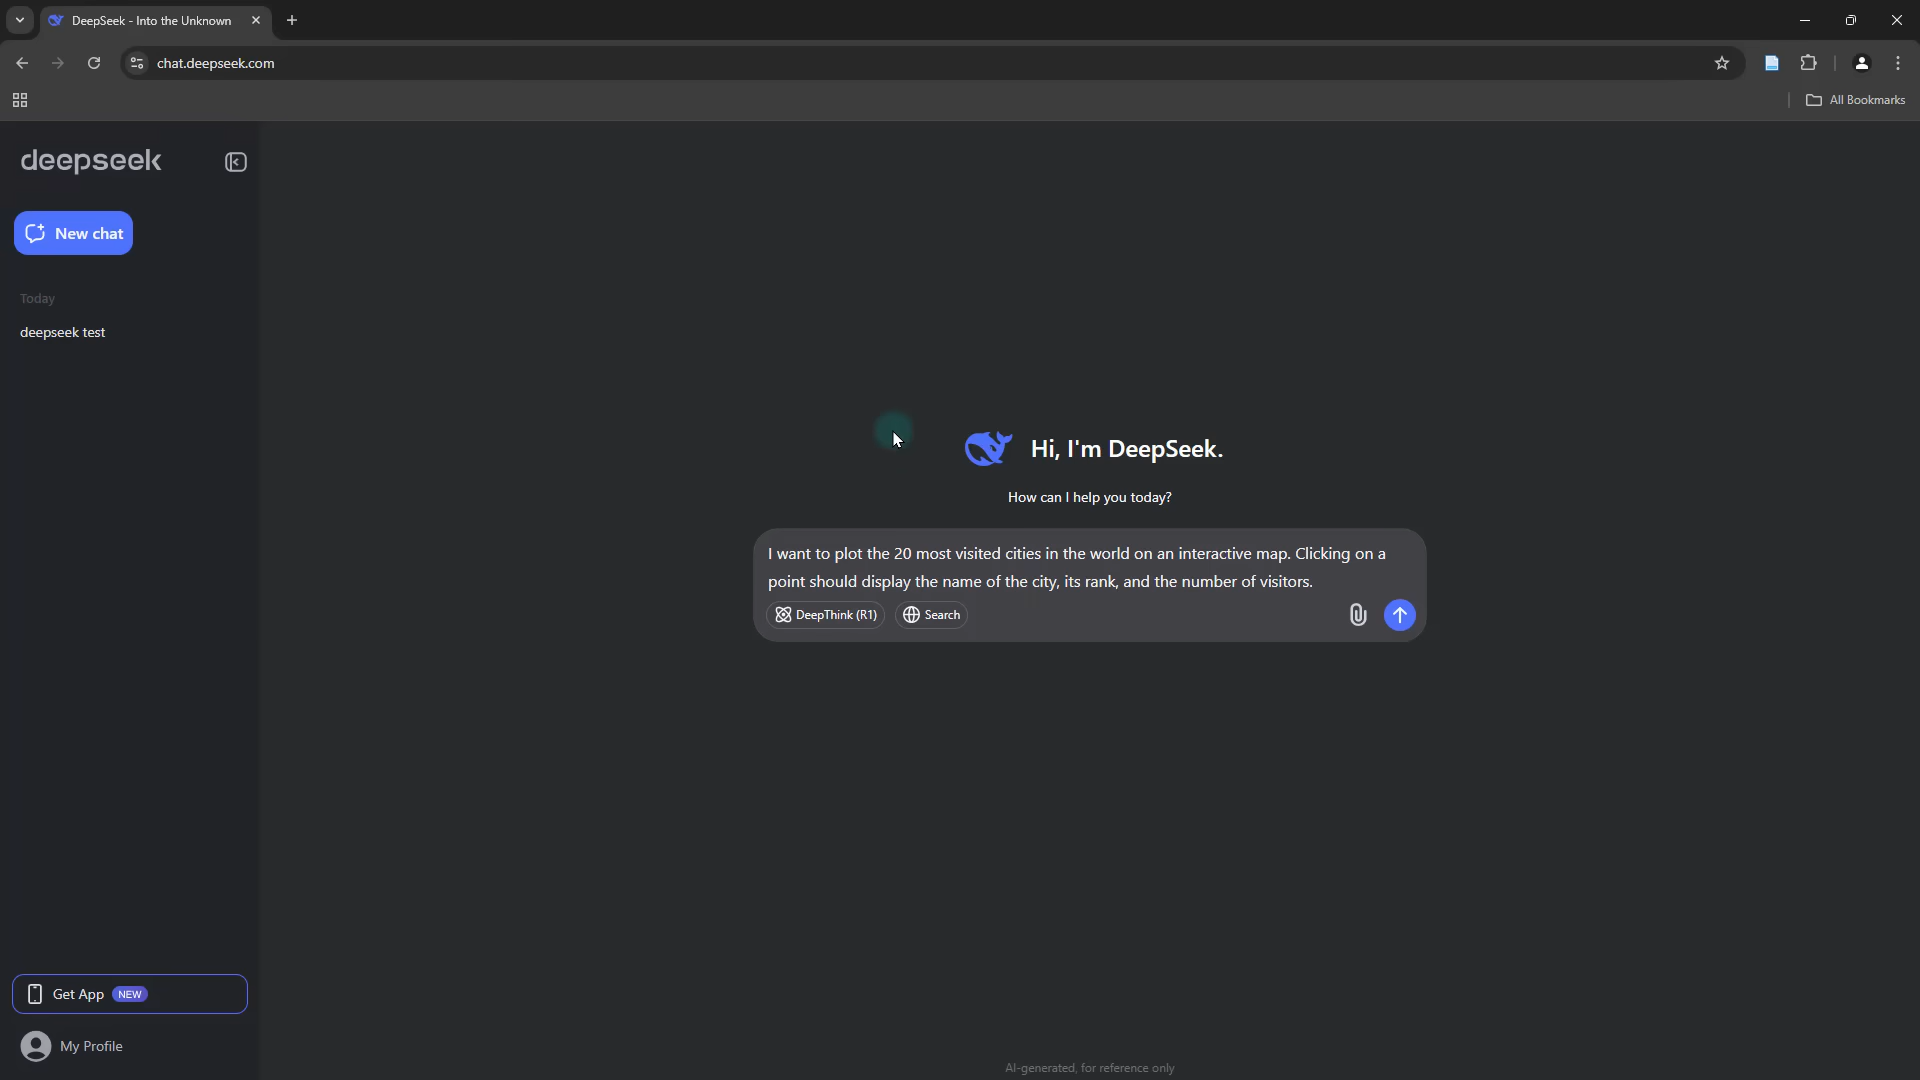 DeepSeek - Into the Unknown
chat.deepseek.com
All Bookmarks
deepseek
New chat
Today
deepseek test
Hi, I'm DeepSeek.
How can I help you today?
I want to plot the 20 most visited cities in the world on an interactive map. Clicking on a
point should display the name of the city, its rank, and the number of visitors.
DeepThink (R1)
Search
Get App NEW
My Profile
AI-generated, for reference only